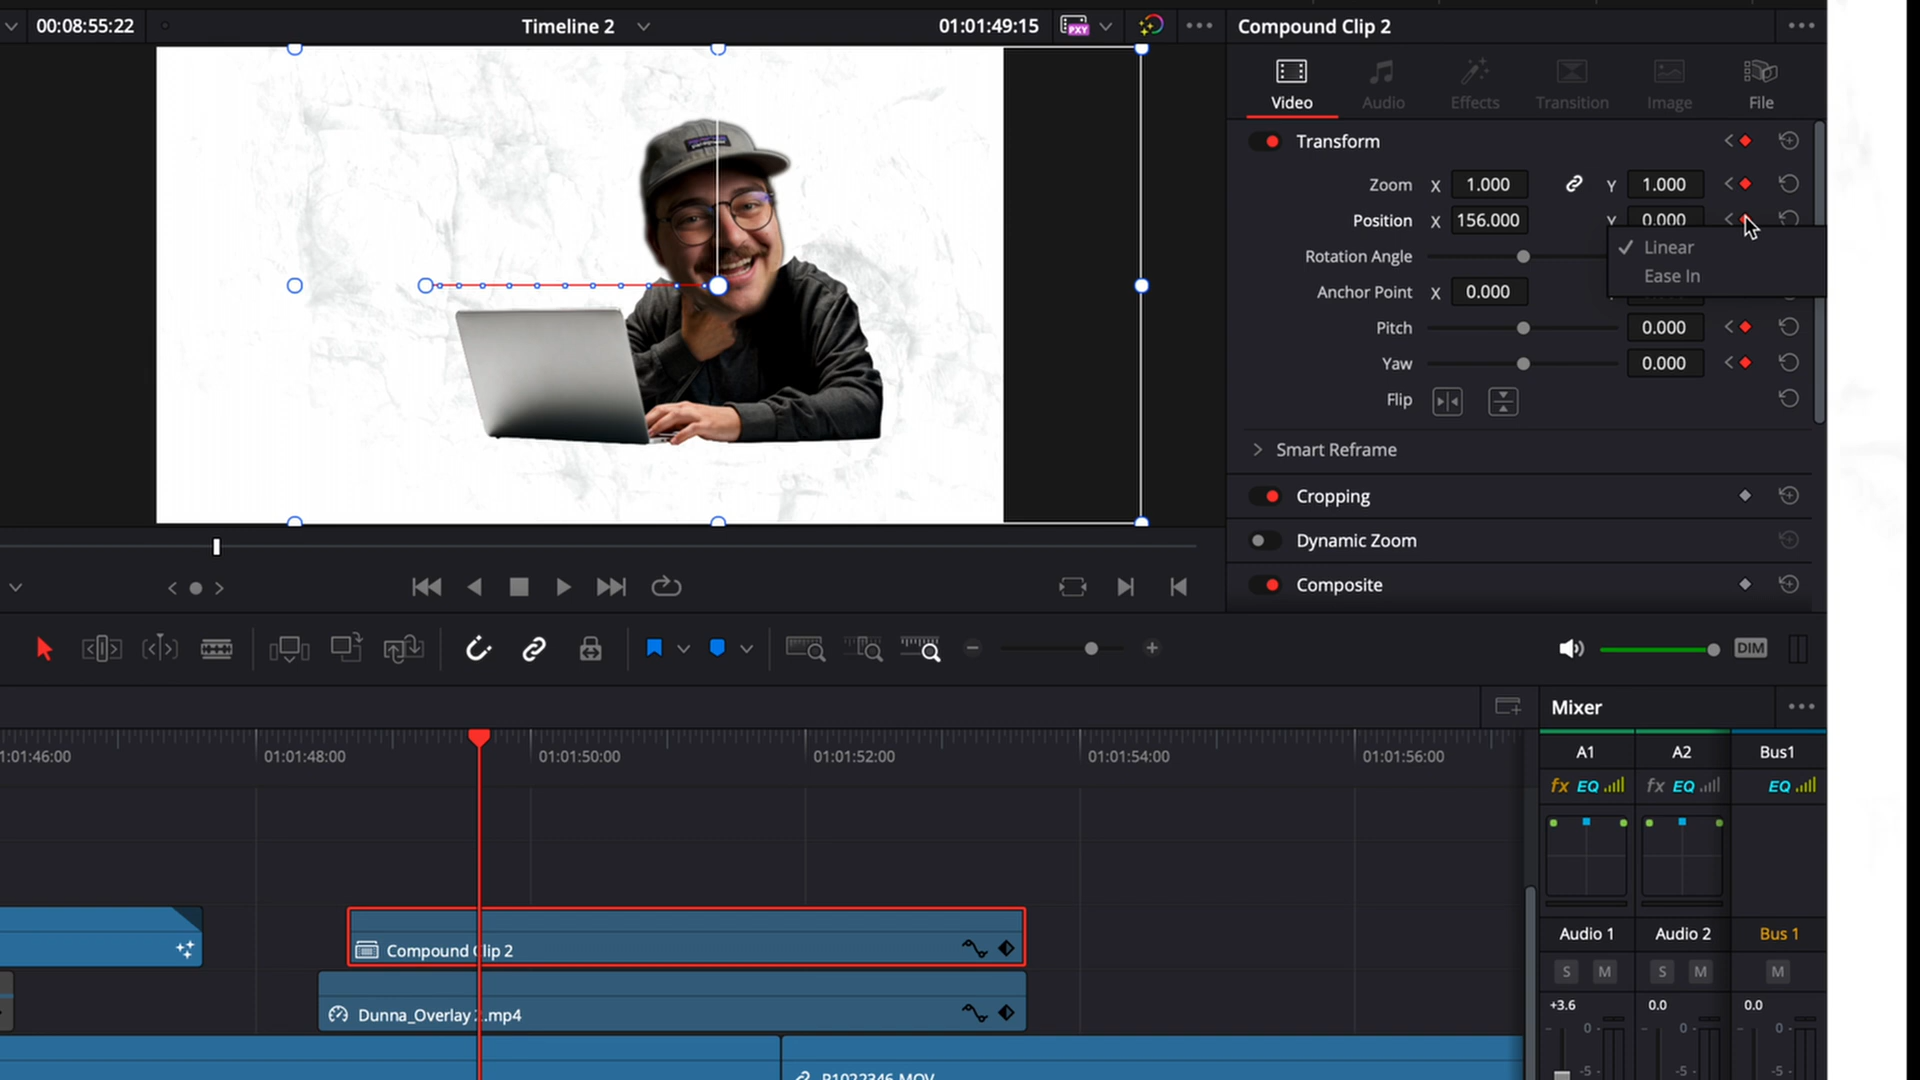 00:08:55:22
Timeline 2
01:01:49:15
PXY
Compound Clip 2
Video
Audio
Effects
Transition
Image
File
Transform
Zoom X 1.000 Y 1.000
Position X 156.000 Y 0.000
Linear
Ease In
Rotation Angle
Anchor Point X 0.000
Pitch 0.000
Yaw 0.000
Flip
Smart Reframe
Cropping
Dynamic Zoom
Composite
DIM
Mixer
1:01:46:00
01:01:48:00
01:01:50:00
01:01:52:00
01:01:54:00
01:01:56:00
A1
A2
Bus1
fx EQ
fx EQ
EQ
Compound Clip 2
Audio 1
Audio 2
Bus 1
S M
S M
M
+3.6
0.0
0.0
Dunna_Overlay 2.mp4
0-
0-
0-
-5-
-5-
-5-
R1022346.MOV